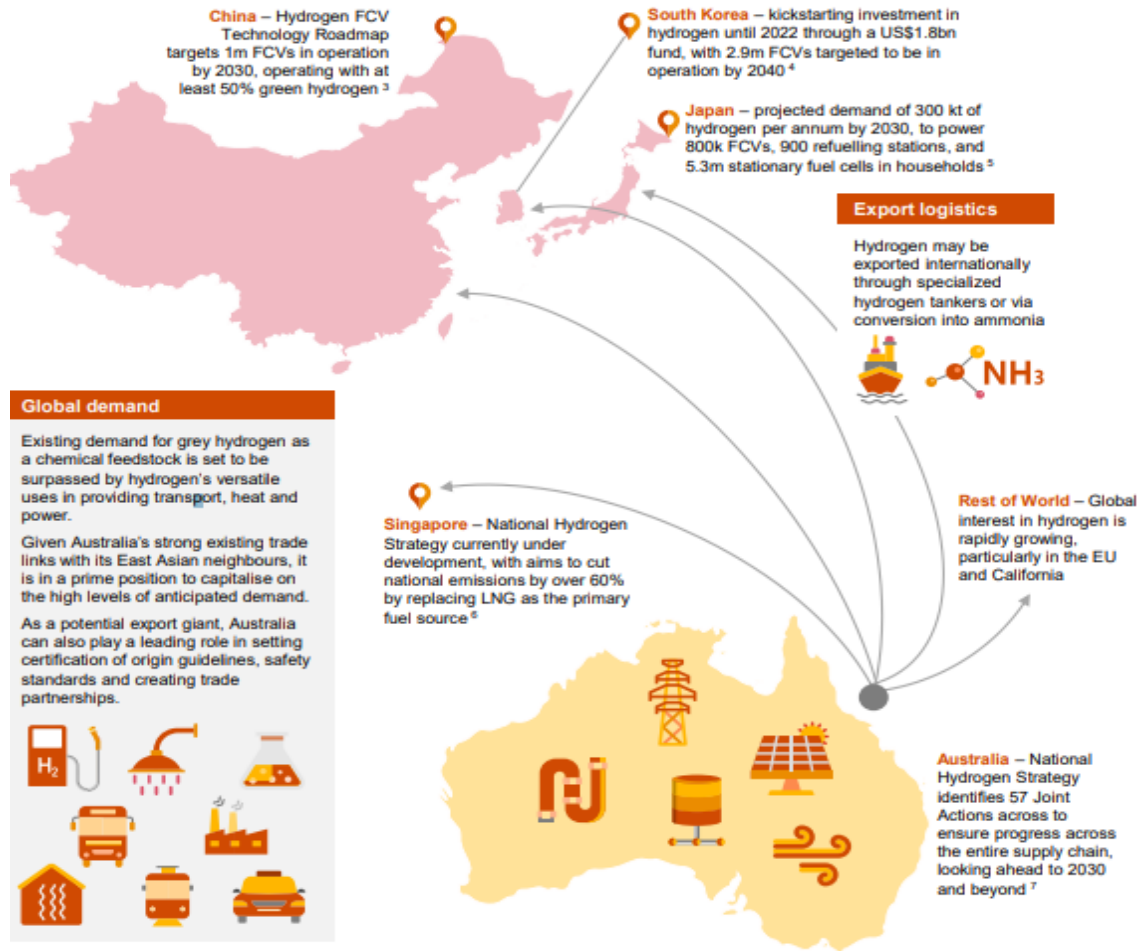 China – Hydrogen FCV
Technology Roadmap
targets 1m FCVs in operation
by 2030, operating with at
least 50% green hydrogen 3
South Korea – kickstarting investment in
hydrogen until 2022 through a US$1.8bn
fund, with 2.9m FCVs targeted to be in
operation by 2040 4
Japan – projected demand of 300 kt of
hydrogen per annum by 2030, to power
800k FCVs, 900 refuelling stations, and
5.3m stationary fuel cells in households 5
Export logistics
Hydrogen may be
exported internationally
through specialized
hydrogen tankers or via
conversion into ammonia
NH3
Global demand
Existing demand for grey hydrogen as
a chemical feedstock is set to be
surpassed by hydrogen's versatile
uses in providing transport, heat and
power.
Given Australia's strong existing trade
links with its East Asian neighbours, it
is in a prime position to capitalise on
the high levels of anticipated demand.
As a potential export giant, Australia
can also play a leading role in setting
certification of origin guidelines, safety
standards and creating trade
partnerships.
H2
Singapore – National Hydrogen
Strategy currently under
development, with aims to cut
national emissions by over 60%
by replacing LNG as the primary
fuel source 6
Rest of World – Global
interest in hydrogen is
rapidly growing,
particularly in the EU
and California
Australia – National
Hydrogen Strategy
identifies 57 Joint
Actions across to
ensure progress across
the entire supply chain,
looking ahead to 2030
and beyond 7